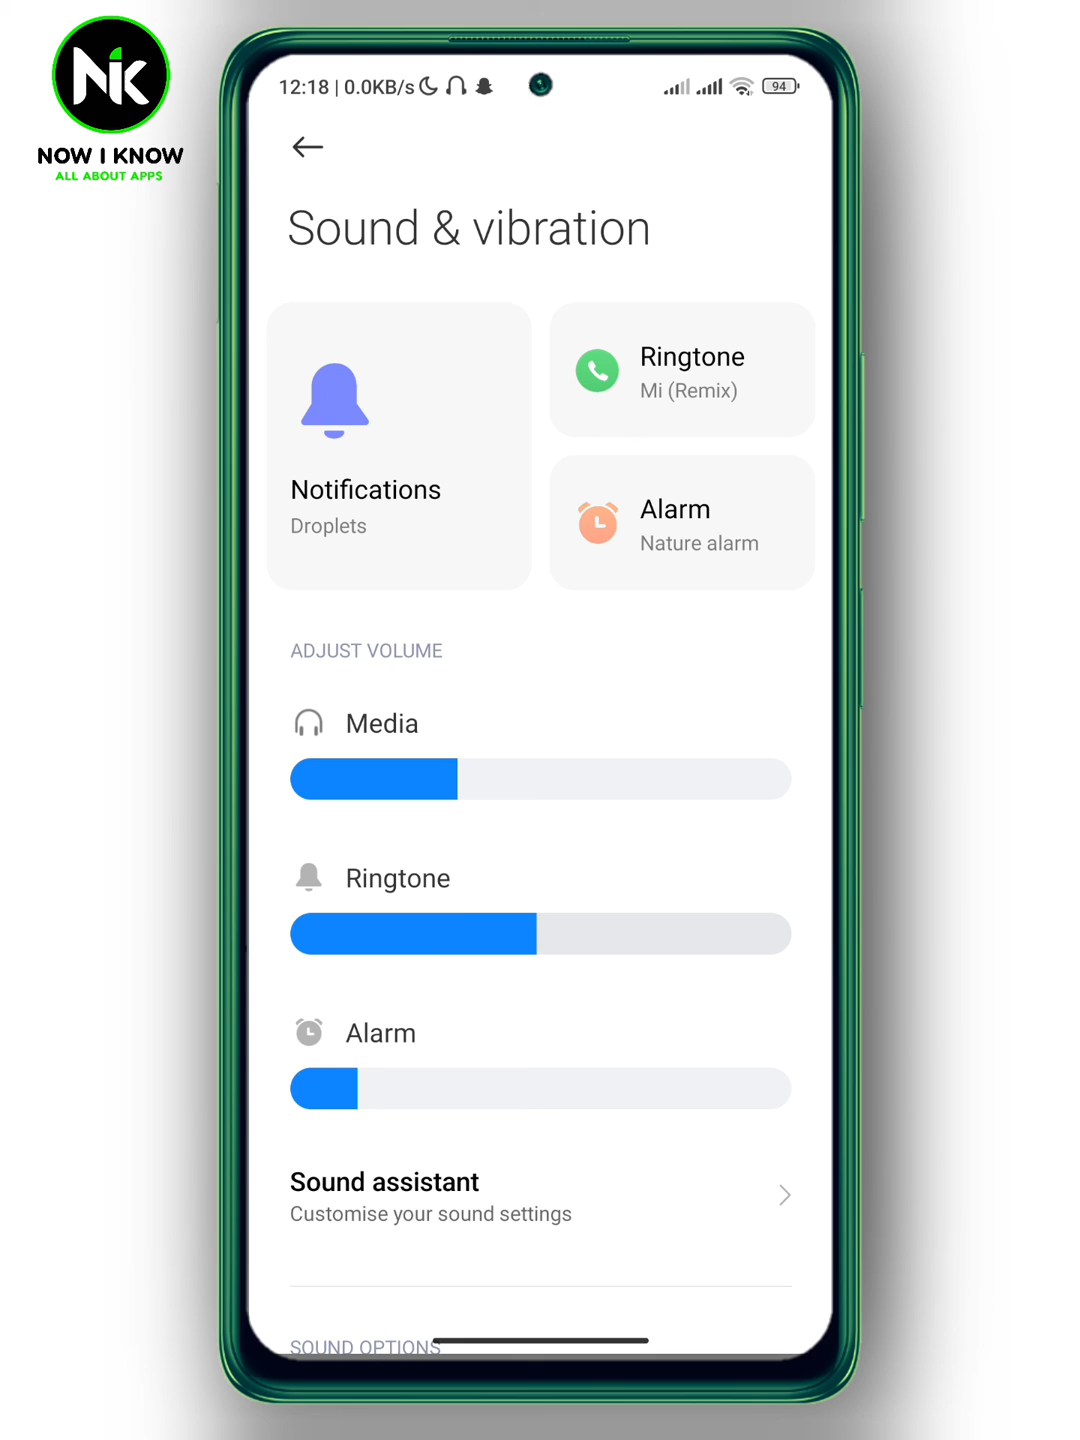 NIK
NOW I KNOW
ALL ABOUT APPS
12:18 | 0.0KB/s
94
Sound & vibration
Notifications
Droplets
Ringtone
Mi (Remix)
Alarm
Nature alarm
ADJUST VOLUME
Media
Ringtone
Alarm
Sound assistant
Customise your sound settings
SOUND OPTIONS